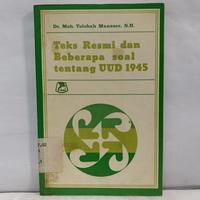 Dr. Moh. Tolchah Mansoer. S.H.
Teks Resmi dan
Beberapa soal
tentang UUD 1945